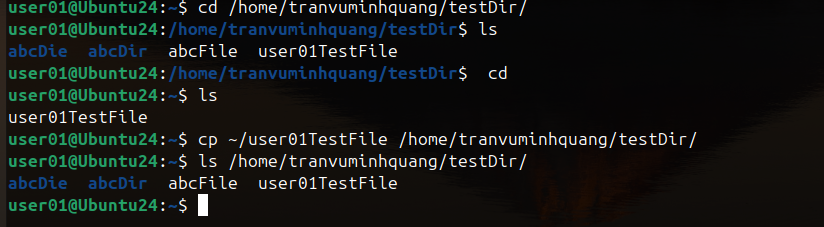 user01@Ubuntu24:~$ cd /home/tranvuminhquang/testDir/
user01@Ubuntu24:/home/tranvuminhquang/testDir$ ls
abcDie  abcDir  abcFile  user01TestFile
user01@Ubuntu24:/home/tranvuminhquang/testDir$  cd
user01@Ubuntu24:~$ ls
user01TestFile
user01@Ubuntu24:~$ cp ~/user01TestFile /home/tranvuminhquang/testDir/
user01@Ubuntu24:~$ ls /home/tranvuminhquang/testDir/
abcDie  abcDir  abcFile  user01TestFile
user01@Ubuntu24:~$